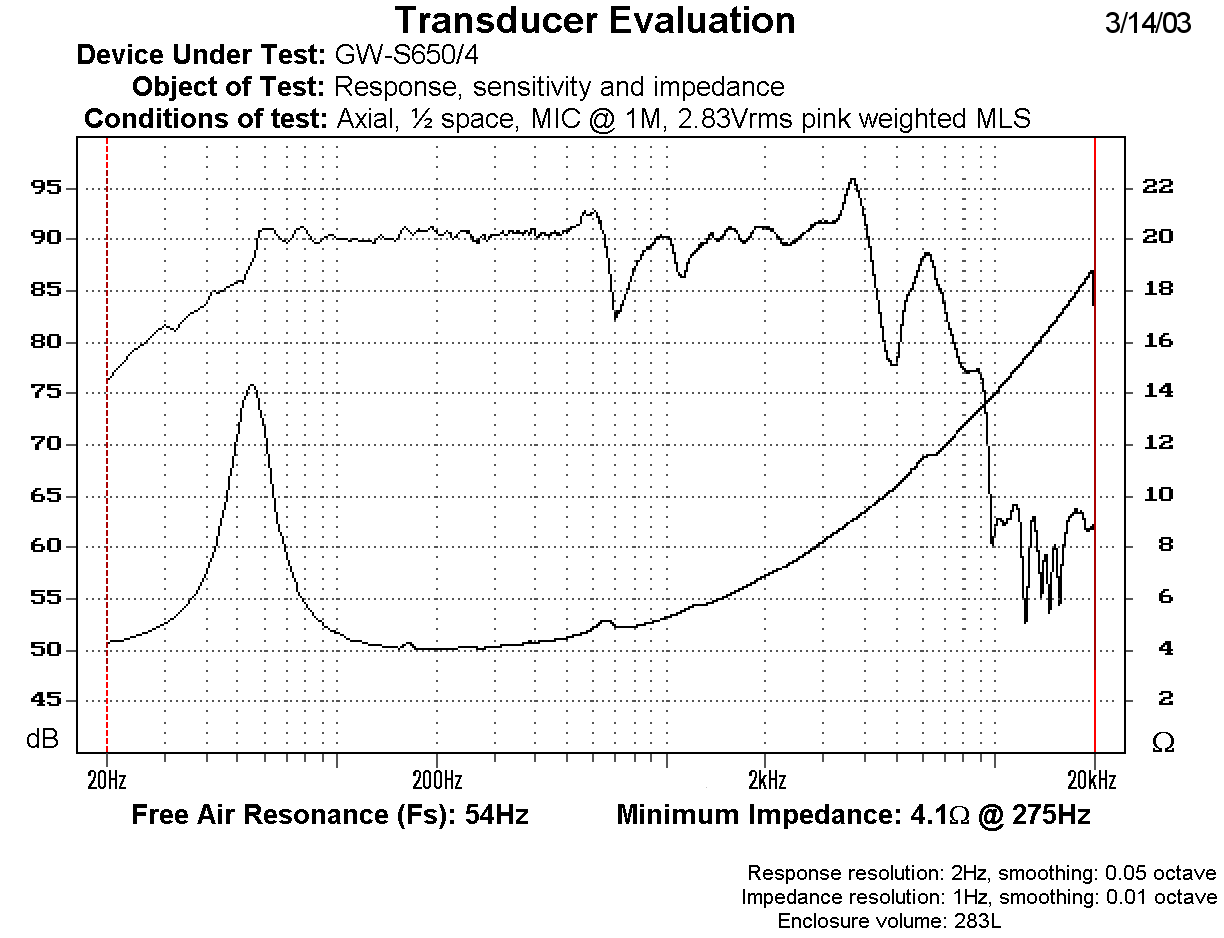 Transducer Evaluation 3/14/03
Device Under Test: GW-S650/4
Object of Test: Response, sensitivity and impedance
Conditions of test: Axial, ½ space, MIC @ 1M, 2.83Vrms pink weighted MLS
95 22
90 20
85 18
80 16
75 14
70 12
65 10
60 8
55 6
50 4
45 2
dB Ω
20Hz 200Hz 2kHz 20kHz
Free Air Resonance (Fs): 54Hz Minimum Impedance: 4.1Ω @ 275Hz
Response resolution: 2Hz, smoothing: 0.05 octave
Impedance resolution: 1Hz, smoothing: 0.01 octave
Enclosure volume: 283L